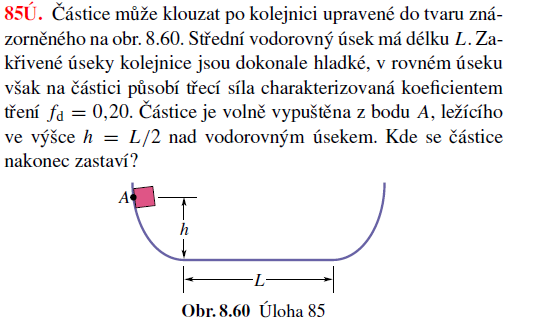 85Ú. Částice může klouzat po kolejnici upravené do tvaru zná-
zorněného na obr. 8.60. Střední vodorovný úsek má délku L. Za-
křivené úseky kolejnice jsou dokonale hladké, v rovném úseku
však na částici působí třecí síla charakterizovaná koeficientem
tření fd = 0,20. Částice je volně vypuštěna z bodu A, ležícího
ve výšce h = L/2 nad vodorovným úsekem. Kde se částice
nakonec zastaví?
A
h
L
Obr. 8.60 Úloha 85